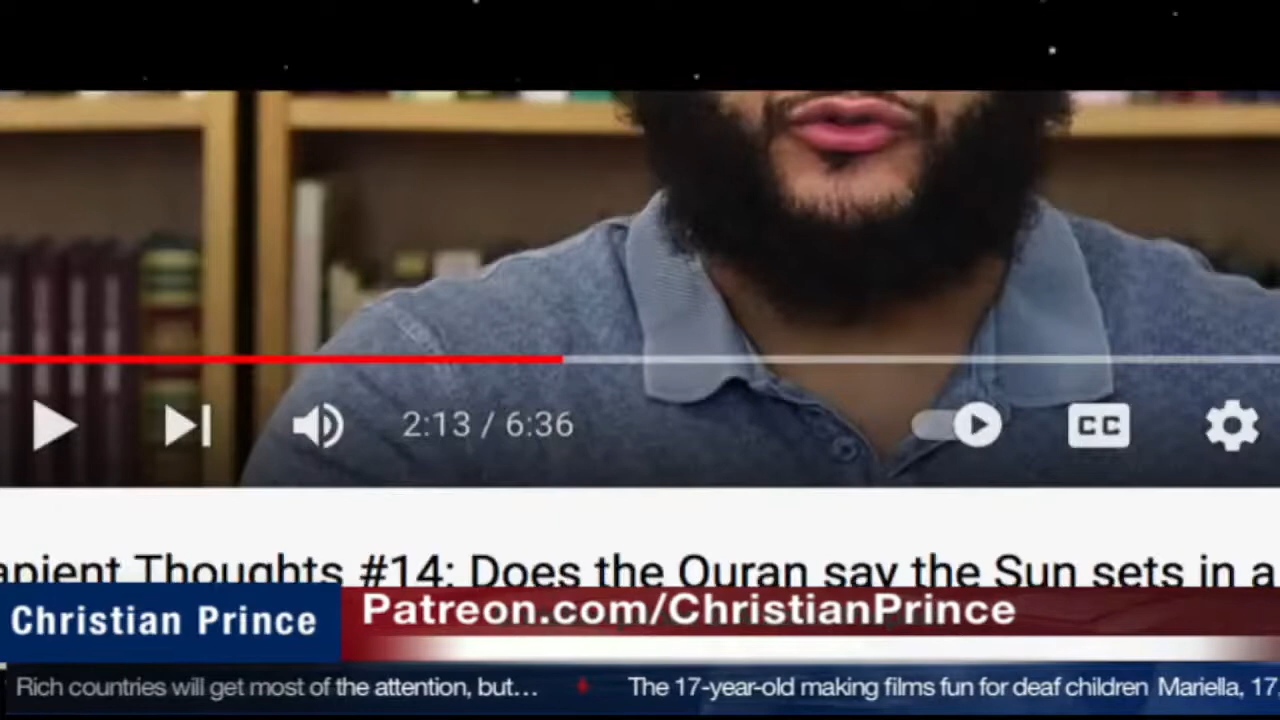 2:13 / 6:36
CC
apient Thoughts #14: Does the Quran say the Sun sets in a
Christian Prince
Patreon.com/ChristianPrince
Rich countries will get most of the attention, but...
The 17-year-old making films fun for deaf children Mariella, 17,